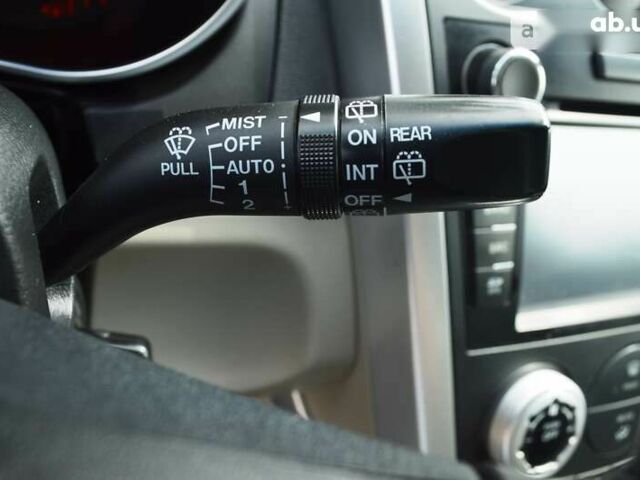 a
ab.u
MIST
OFF
AUTO
1
2
PULL
ON
INT
OFF
REAR